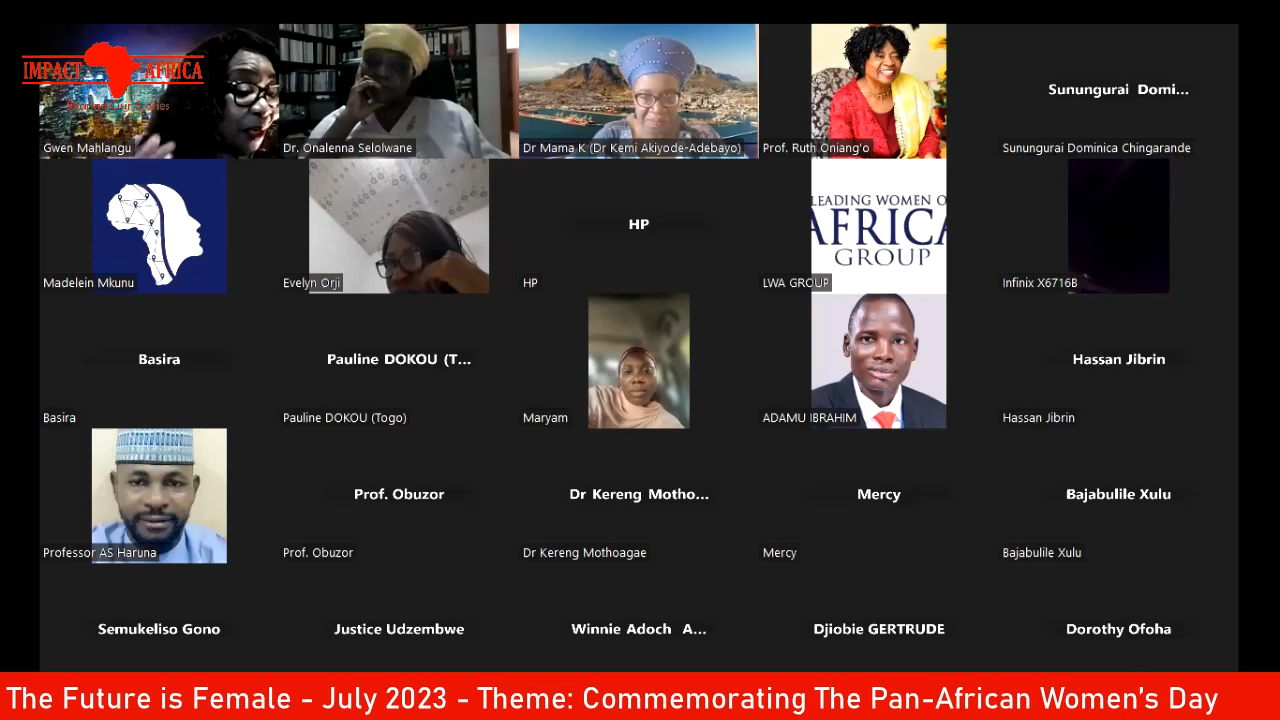 IMPACT AFRICA
Gwen Mahlangu
Dr. Onalenna Selolwane
Dr Mama K (Dr Kemi Akiyode-Adebayo)
Prof. Ruth Oniang'o
Sunungurai Domi...
Sunungurai Dominica Chingarande
Madelein Mkunu
Evelyn Orji
HP
HP
LEADING WOMEN O
AFRICA
GROUP
LWA GROUP
Infinix X6716B
Basira
Basira
Pauline DOKOU (T...
Pauline DOKOU (Togo)
Maryam
ADAMU IBRAHIM
Hassan Jibrin
Hassan Jibrin
Professor AS Haruna
Prof. Obuzor
Prof. Obuzor
Dr Kereng Motho...
Dr Kereng Mothoagae
Mercy
Mercy
Bajabulile Xulu
Bajabulile Xulu
Semukeliso Gono
Justice Udzembwe
Winnie Adoch A...
Djiobie GERTRUDE
Dorothy Ofoha
The Future is Female - July 2023 - Theme: Commemorating The Pan-African Women's Day